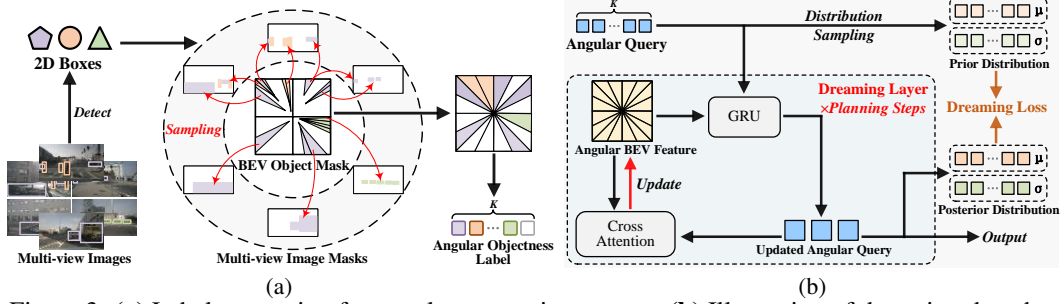 2D Boxes
Detect
Multi-view Images
Sampling
BEV Object Mask
Multi-view Image Masks
K
Angular Objectness
Label
(a)
K
Angular Query
Distribution
Sampling
μ
σ
Prior Distribution
Dreaming Loss
Dreaming Layer
×Planning Steps
GRU
Angular BEV Feature
Update
Cross
Attention
Updated Angular Query
μ
σ
Posterior Distribution
Output
(b)